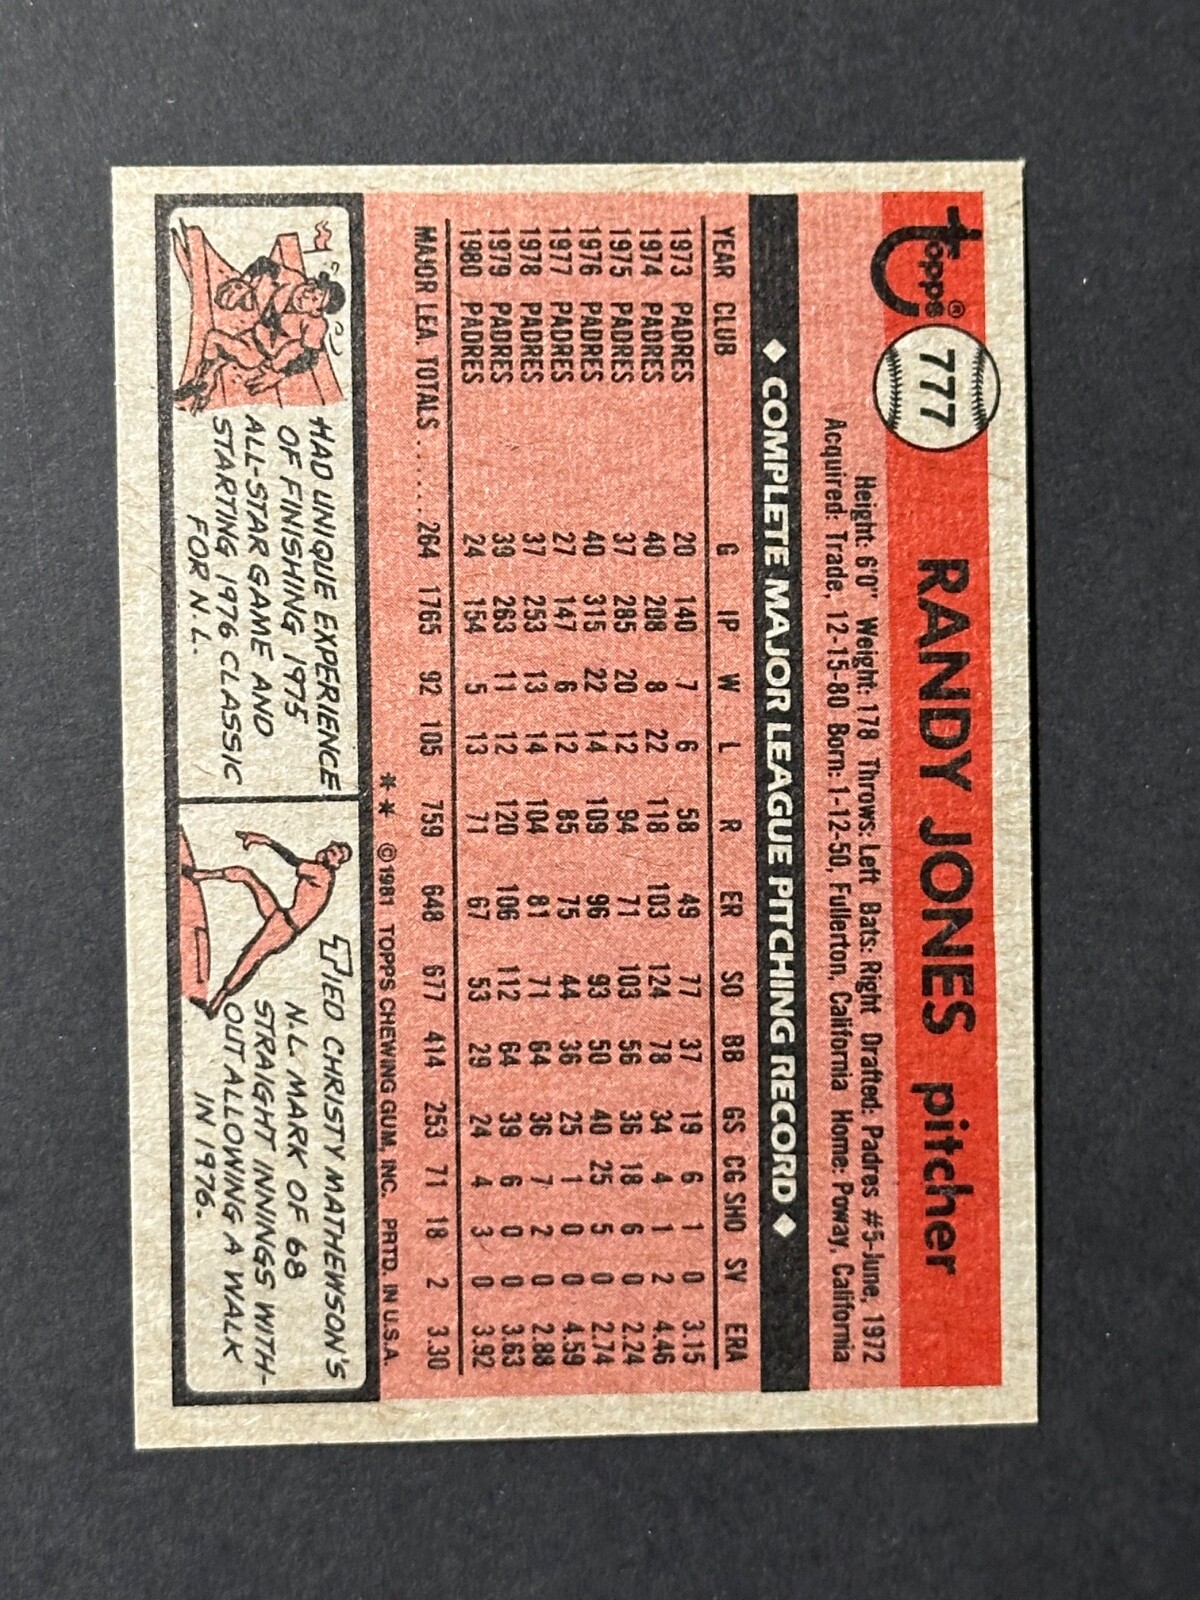 topps® 777 RANDY JONES pitcher
Height: 6'0" Weight: 178 Throws: Left Bats: Right Drafted: Padres #5-June, 1972
Acquired: Trade, 12-15-80 Born: 1-12-50, Fullerton, California Home: Poway, California
◆ COMPLETE MAJOR LEAGUE PITCHING RECORD ◆
YEAR CLUB G IP W L R ER SO BB GS CG SHO SV ERA
1973 PADRES 20 140 7 6 58 49 77 37 19 6 1 0 3.15
1974 PADRES 40 208 8 22 118 103 124 78 34 4 1 2 4.46
1975 PADRES 37 285 20 12 94 71 103 56 36 18 6 0 2.24
1976 PADRES 40 315 22 14 109 96 93 50 40 25 5 0 2.74
1977 PADRES 27 147 6 12 85 75 44 36 25 1 0 0 4.59
1978 PADRES 37 253 13 14 104 81 71 64 36 7 2 0 2.88
1979 PADRES 39 263 11 12 120 106 112 64 39 6 0 0 3.63
1980 PADRES 24 154 5 13 71 67 53 29 24 4 3 0 3.92
MAJOR LEA. TOTALS ...... 264 1765 92 105 759 648 677 414 253 71 18 2 3.30
** ©1981 TOPPS CHEWING GUM, INC. PRTD. IN U.S.A.
HAD UNIQUE EXPERIENCE
OF FINISHING 1975
ALL-STAR GAME AND
STARTING 1976 CLASSIC
FOR N.L.
TIED CHRISTY MATHEWSON'S
N.L. MARK OF 68
STRAIGHT INNINGS WITH-
OUT ALLOWING A WALK
IN 1976.